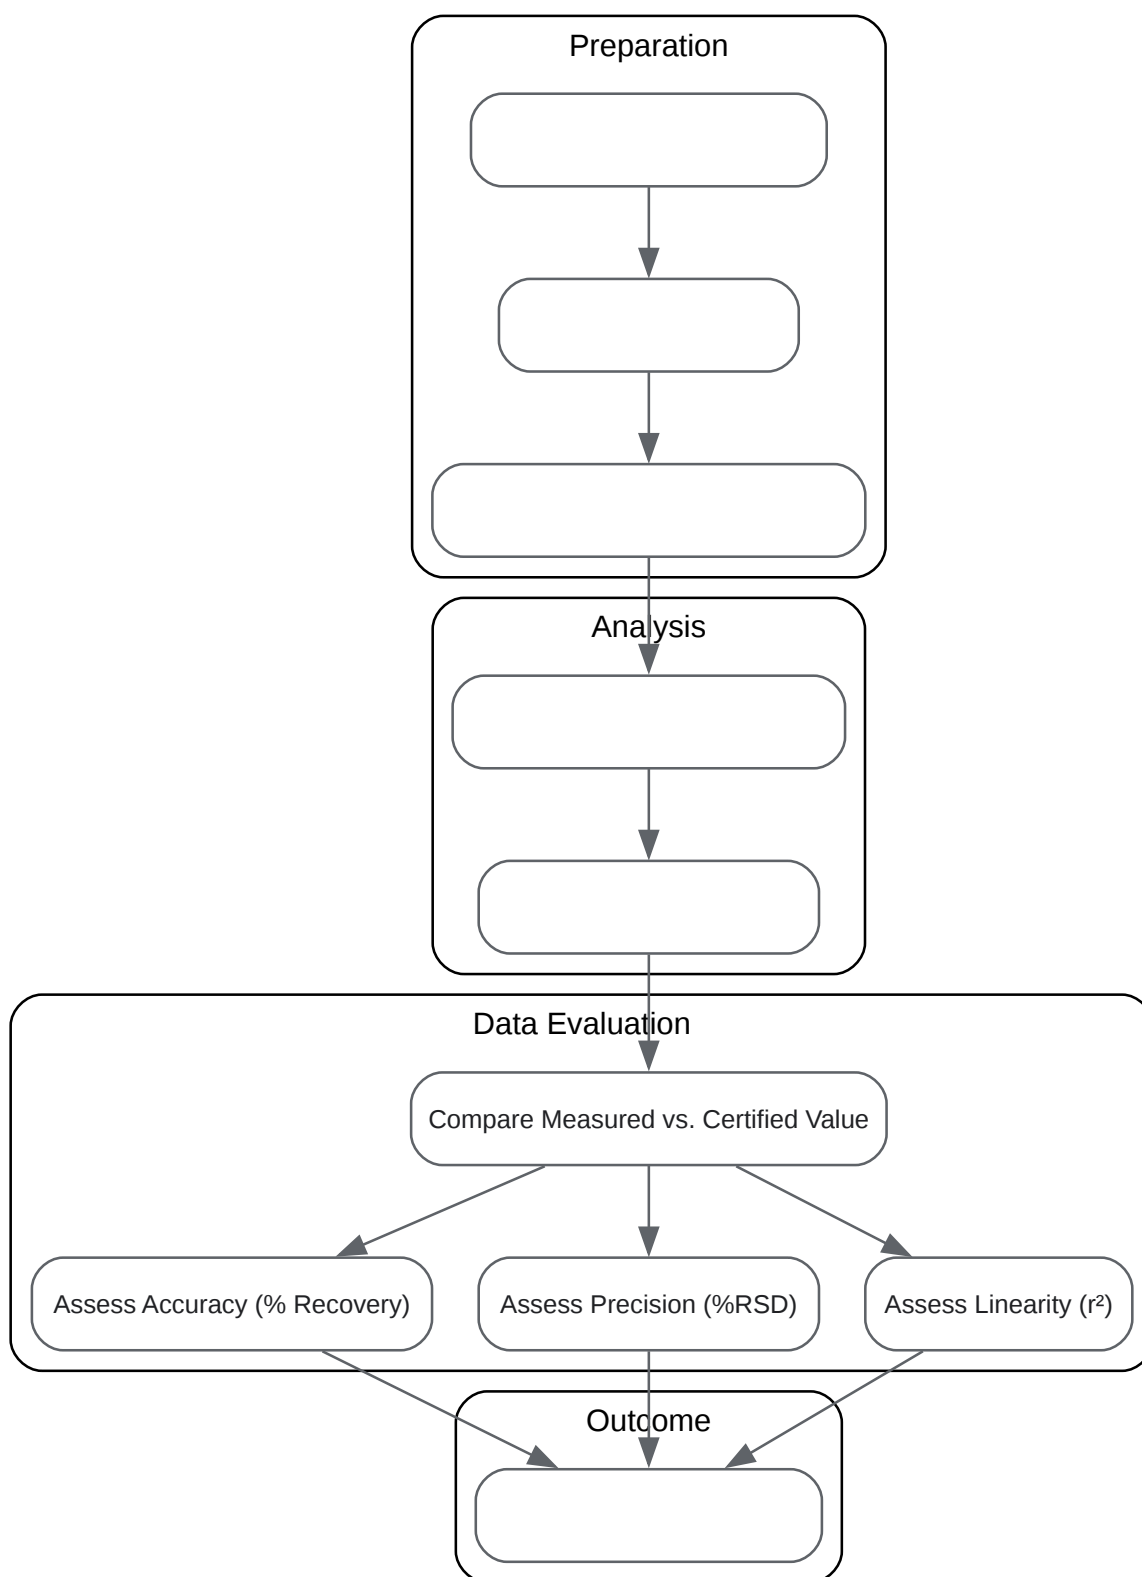 Preparation
Analysis
Data Evaluation
Compare Measured vs. Certified Value
Assess Accuracy (% Recovery)
Assess Precision (%RSD)
Assess Linearity (r²)
Outcome